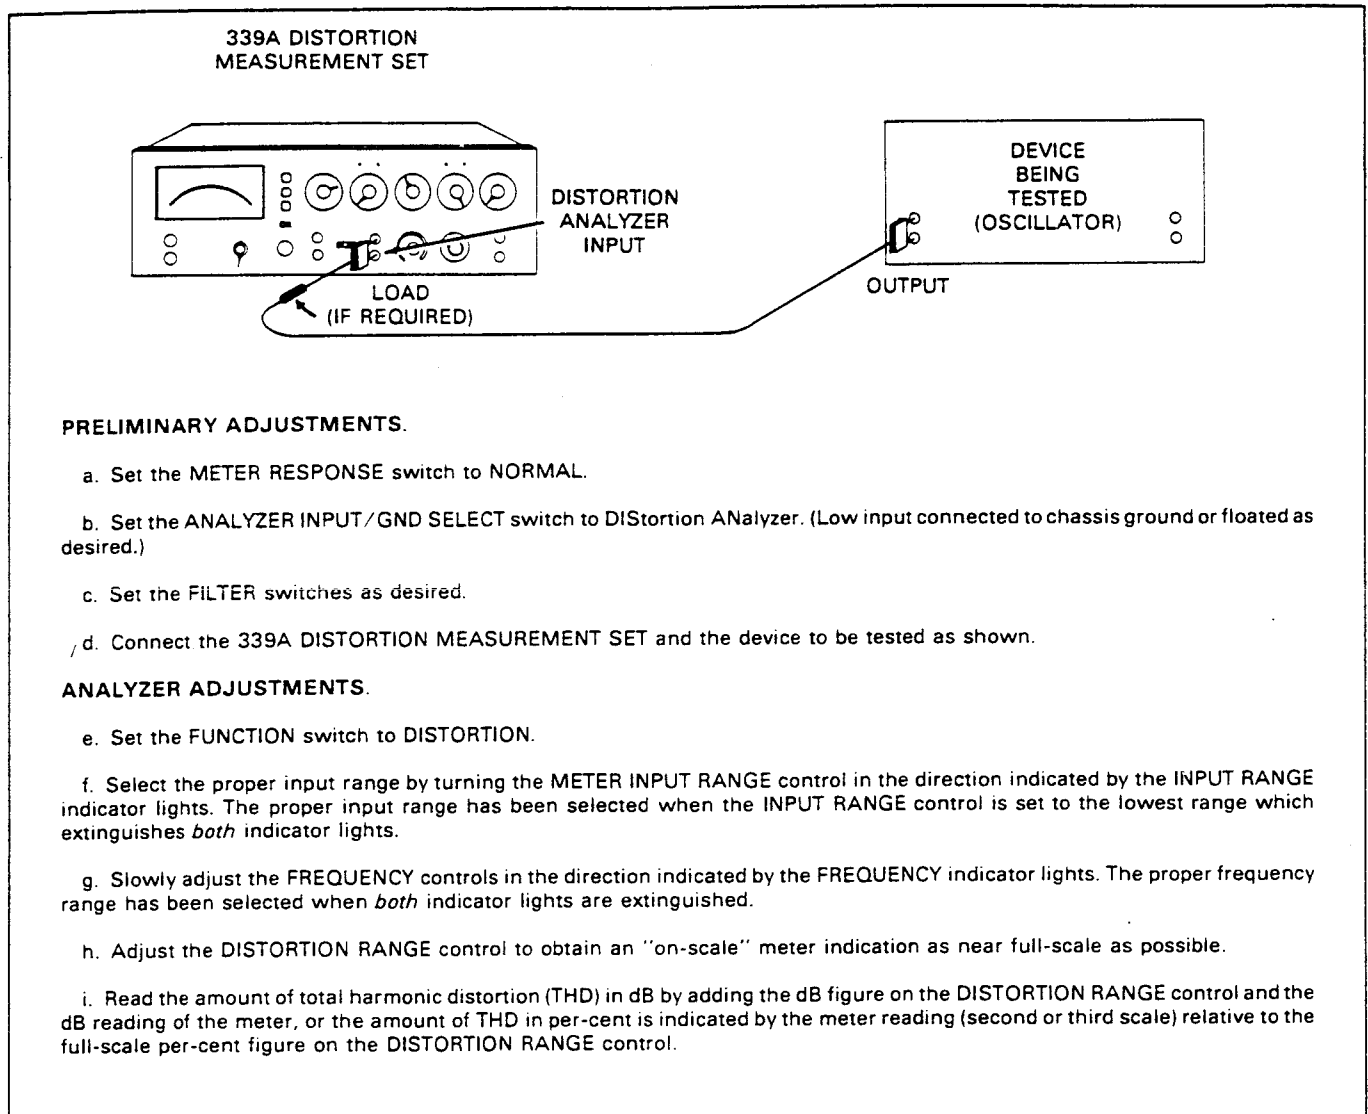 339A DISTORTION
MEASUREMENT SET
DISTORTION
ANALYZER
INPUT
LOAD
(IF REQUIRED)
DEVICE
BEING
TESTED
(OSCILLATOR)
OUTPUT
PRELIMINARY ADJUSTMENTS.
a. Set the METER RESPONSE switch to NORMAL.
b. Set the ANALYZER INPUT/GND SELECT switch to DIStortion ANalyzer. (Low input connected to chassis ground or floated as
desired.)
c. Set the FILTER switches as desired.
d. Connect the 339A DISTORTION MEASUREMENT SET and the device to be tested as shown.
ANALYZER ADJUSTMENTS.
e. Set the FUNCTION switch to DISTORTION.
f. Select the proper input range by turning the METER INPUT RANGE control in the direction indicated by the INPUT RANGE
indicator lights. The proper input range has been selected when the INPUT RANGE control is set to the lowest range which
extinguishes both indicator lights.
g. Slowly adjust the FREQUENCY controls in the direction indicated by the FREQUENCY indicator lights. The proper frequency
range has been selected when both indicator lights are extinguished.
h. Adjust the DISTORTION RANGE control to obtain an "on-scale" meter indication as near full-scale as possible.
i. Read the amount of total harmonic distortion (THD) in dB by adding the dB figure on the DISTORTION RANGE control and the
dB reading of the meter, or the amount of THD in per-cent is indicated by the meter reading (second or third scale) relative to the
full-scale per-cent figure on the DISTORTION RANGE control.